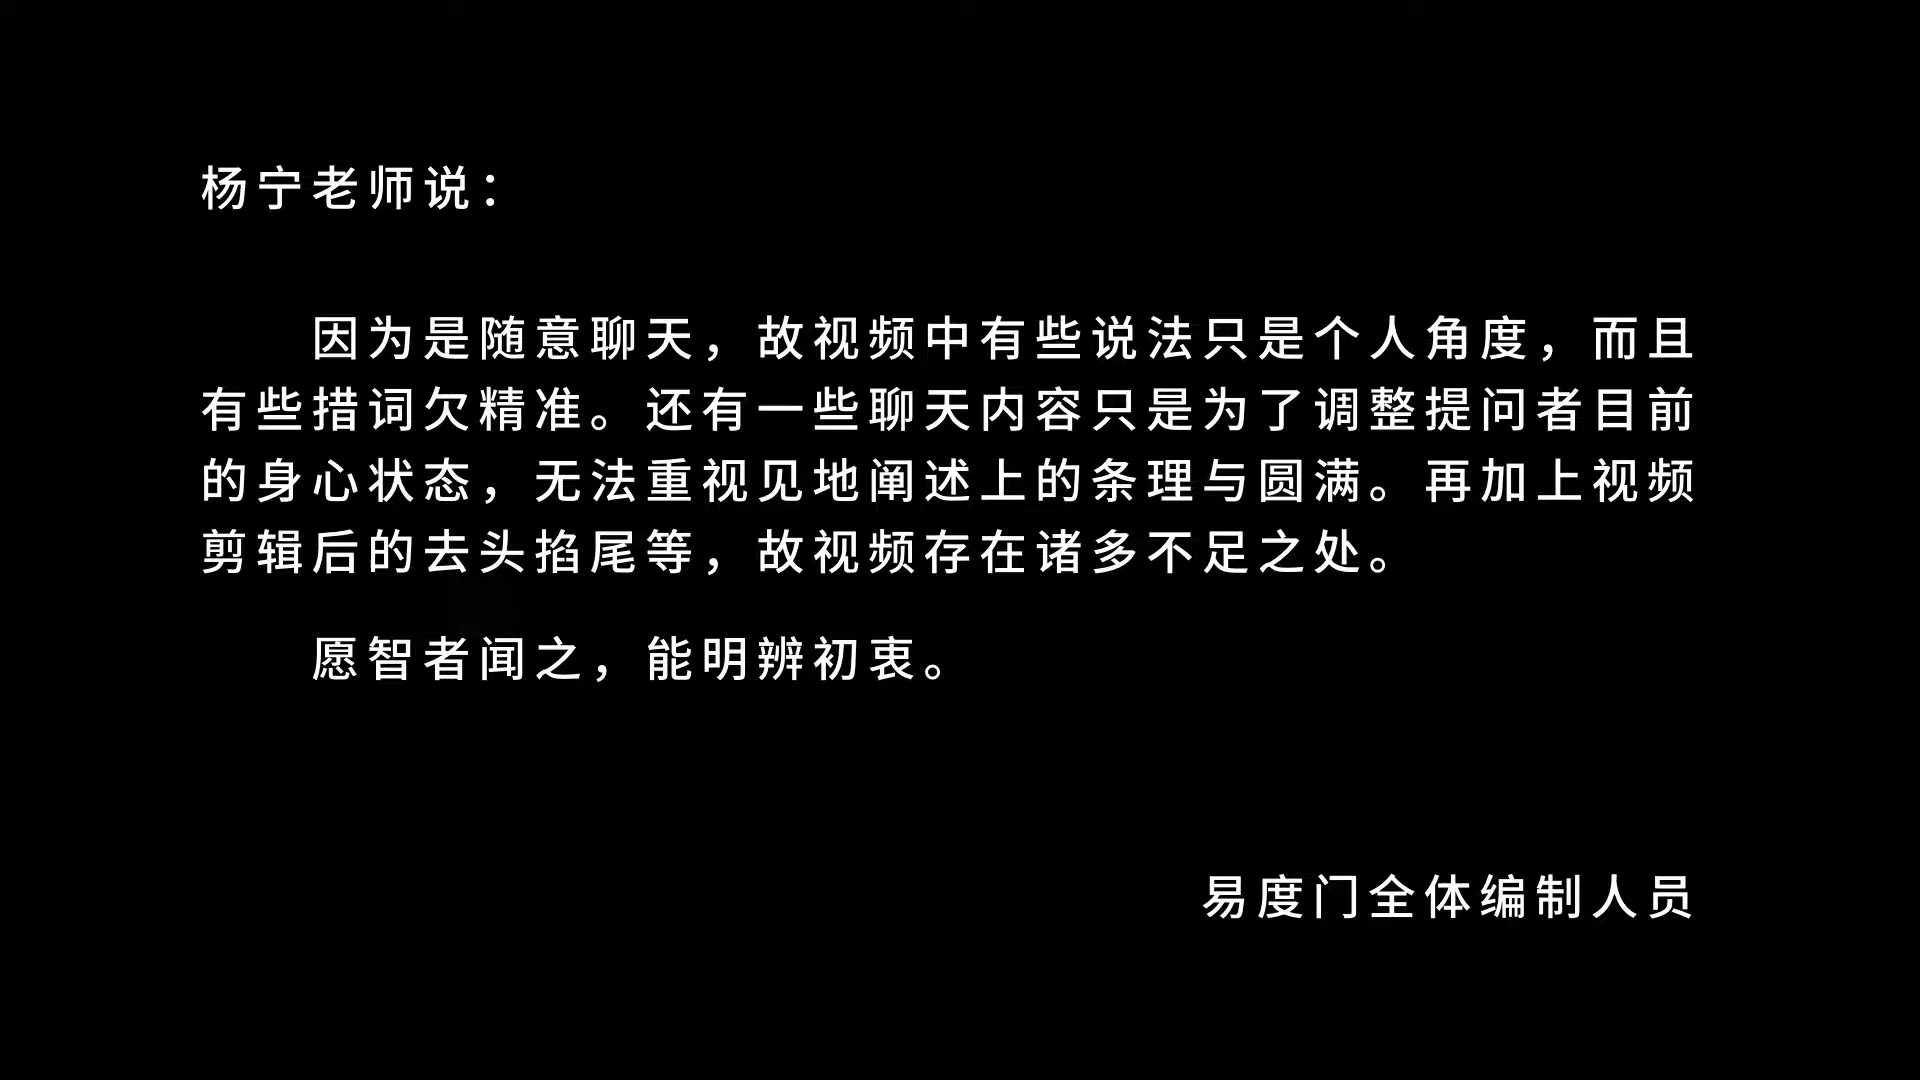 杨宁老师说：
因为是随意聊天，故视频中有些说法只是个人角度，而且
有些措词欠精准。还有一些聊天内容只是为了调整提问者目前
的身心状态，无法重视见地阐述上的条理与圆满。再加上视频
剪辑后的去头掐尾等，故视频存在诸多不足之处。
愿智者闻之，能明辨初衷。
易度门全体编制人员